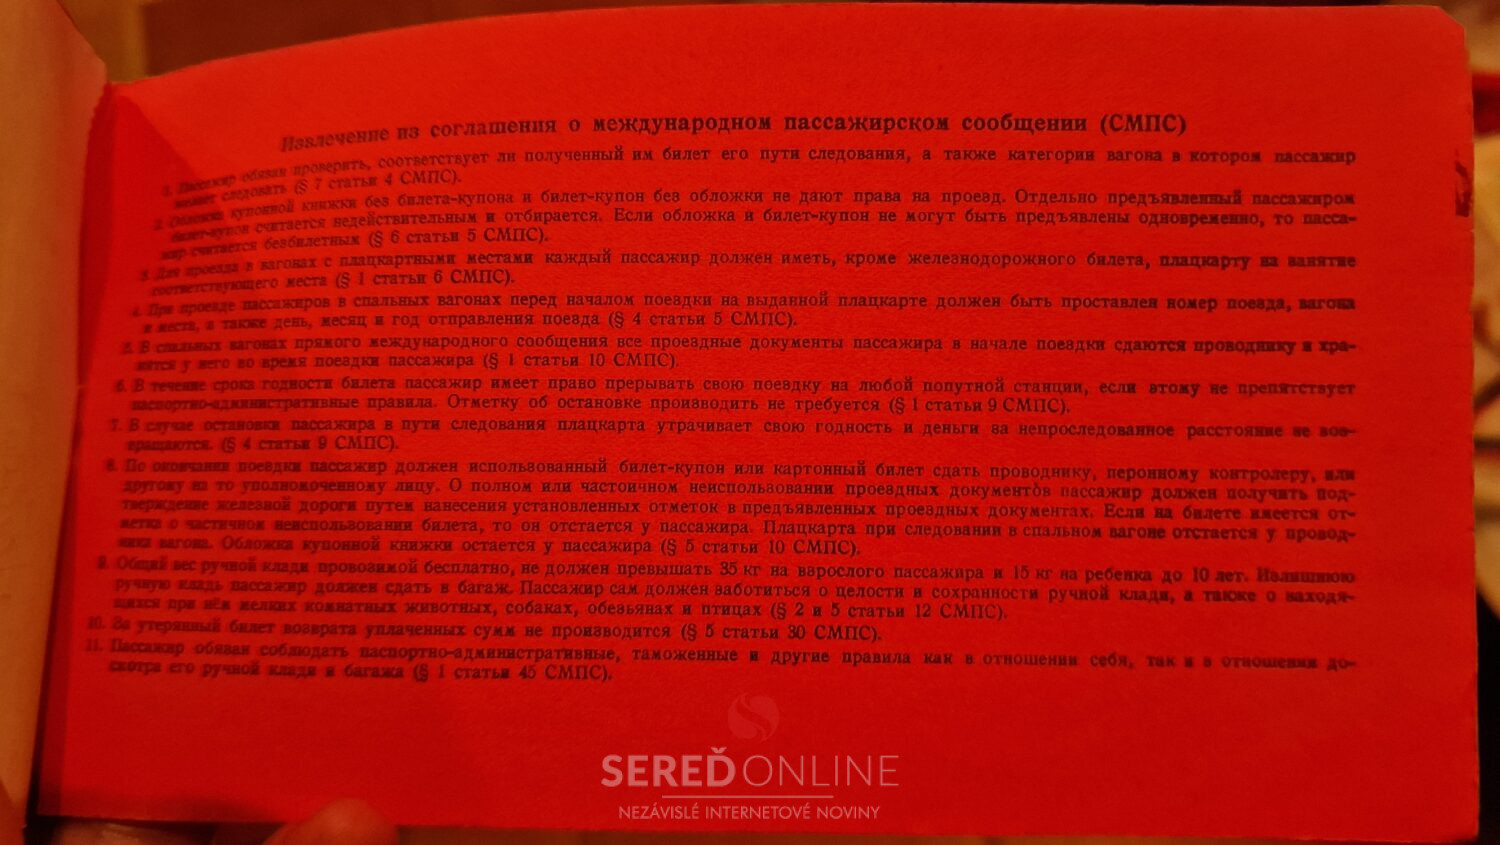 Извлечение из соглашения о международном пассажирском сообщении (СМПС)
1. Пассажир обязан проверить, соответствует ли полученный им билет его пути следования, а также категории вагона в котором пассажир
может следовать (§ 7 статьи 4 СМПС).
2. Обложка купонной книжки без билета-купона и билет-купон без обложки не дают права на проезд. Отдельно предъявленный пассажиром
билет-купон считается недействительным и отбирается. Если обложка и билет-купон не могут быть предъявлены одновременно, то пасса-
жир считается безбилетным (§ 6 статьи 5 СМПС).
3. Для проезда в вагонах с плацкартными местами каждый пассажир должен иметь, кроме железнодорожного билета, плацкарту на занятие
соответствующего места (§ 1 статьи 6 СМПС).
4. При проезде пассажиров в спальных вагонах перед началом поездки на выданной плацкарте должен быть проставлен номер поезда, вагона
и места, а также день, месяц и год отправления поезда (§ 4 статьи 5 СМПС).
5. В спальных вагонах прямого международного сообщения все проездные документы пассажира в начале поездки сдаются проводнику и хра-
нятся у него во время поездки пассажира (§ 1 статьи 10 СМПС).
6. В течение срока годности билета пассажир имеет право прерывать свою поездку на любой попутной станции, если этому не препятствует
паспортно-административные правила. Отметку об остановке производить не требуется (§ 1 статьи 9 СМПС).
7. В случае остановки пассажира в пути следования плацкарта утрачивает свою годность и деньги за непроследованное расстояние не воз-
вращаются. (§ 4 статьи 9 СМПС).
8. По окончании поездки пассажир должен использованный билет-купон или картонный билет сдать проводнику, перонному контролеру, или
другому на то уполномоченному лицу. О полном или частоичном неиспользовании проездных документов пассажир должен получить под-
тверждение железной дороги путем нанесения установленных отметок в предъявленных проездных документах. Если на билете имеется от-
метка о частичном неиспользовании билета, то он отстается у пассажира. Плацкарта при следовании в спальном вагоне отстается у провод-
ника вагона. Обложка купонной книжки остается у пассажира (§ 5 статьи 10 СМПС).
9. Общий вес ручной клади провозимой бесплатно, не должен превышать 35 кг на взрослого пассажира и 15 кг на ребенка до 10 лет. Излишнюю
ручную кладь пассажир должен сдать в багаж. Пассажир сам должен заботиться о целости и сохранности ручной клади, а также о находя-
щихся при нём мелких комнатных животных, собаках, обезьянах и птицах (§ 2 и 5 статьи 12 СМПС).
10. За утерянный билет возврата уплаченных сумм не производится (§ 5 статьи 30 СМПС).
11. Пассажир обязан соблюдать паспортно-административные, таможенные и другие правила как в отношении себя, так и в отношении до-
смотра его ручной клади и багажа (§ 1 статьи 45 СМПС).
SEREĎONLINE
NEZÁVISLÉ INTERNETOVÉ NOVINY